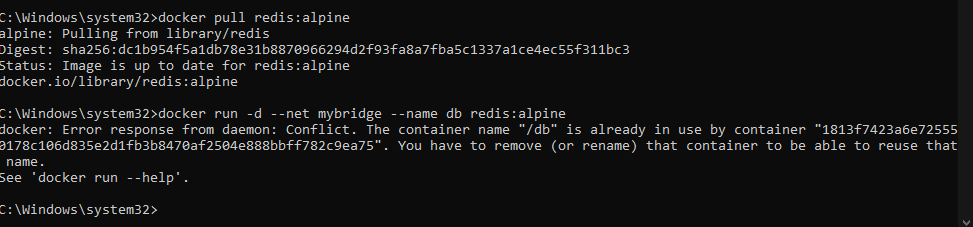 C:\Windows\system32>docker pull redis:alpine
alpine: Pulling from library/redis
Digest: sha256:dc1b954f5a1db78e31b8870966294d2f93fa8a7fba5c1337a1ce4ec55f311bc3
Status: Image is up to date for redis:alpine
docker.io/library/redis:alpine
C:\Windows\system32>docker run -d --net mybridge --name db redis:alpine
docker: Error response from daemon: Conflict. The container name "/db" is already in use by container "1813f7423a6e72555
0178c106d835e2d1fb3b8470af2504e888bbff782c9ea75". You have to remove (or rename) that container to be able to reuse that
 name.
See 'docker run --help'.
C:\Windows\system32>